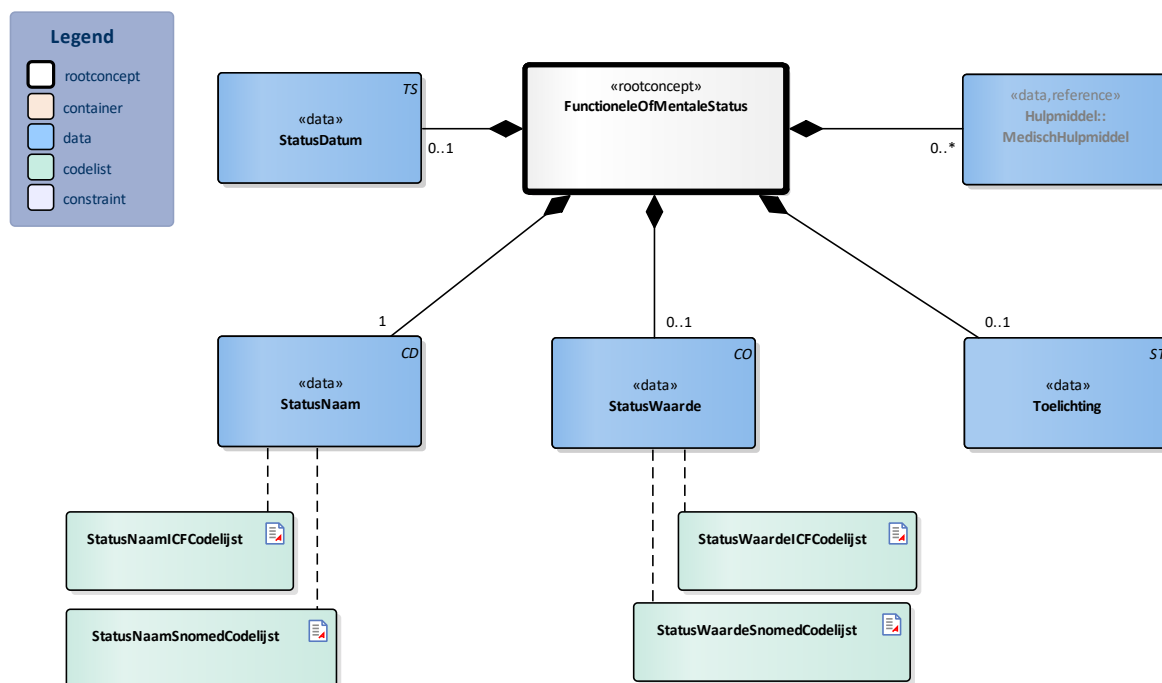 Legend
rootconcept
container
data
codelist
constraint
TS
«data»
StatusDatum
0..1
«rootconcept»
FunctioneleOfMentaleStatus
«data,reference»
Hulpmiddel::
MedischHulpmiddel
0..*
1
0..1
0..1
CD
«data»
StatusNaam
CO
«data»
StatusWaarde
ST
«data»
Toelichting
StatusNaamICFCodelijst
StatusWaardeICFCodelijst
StatusNaamSnomedCodelijst
StatusWaardeSnomedCodelijst